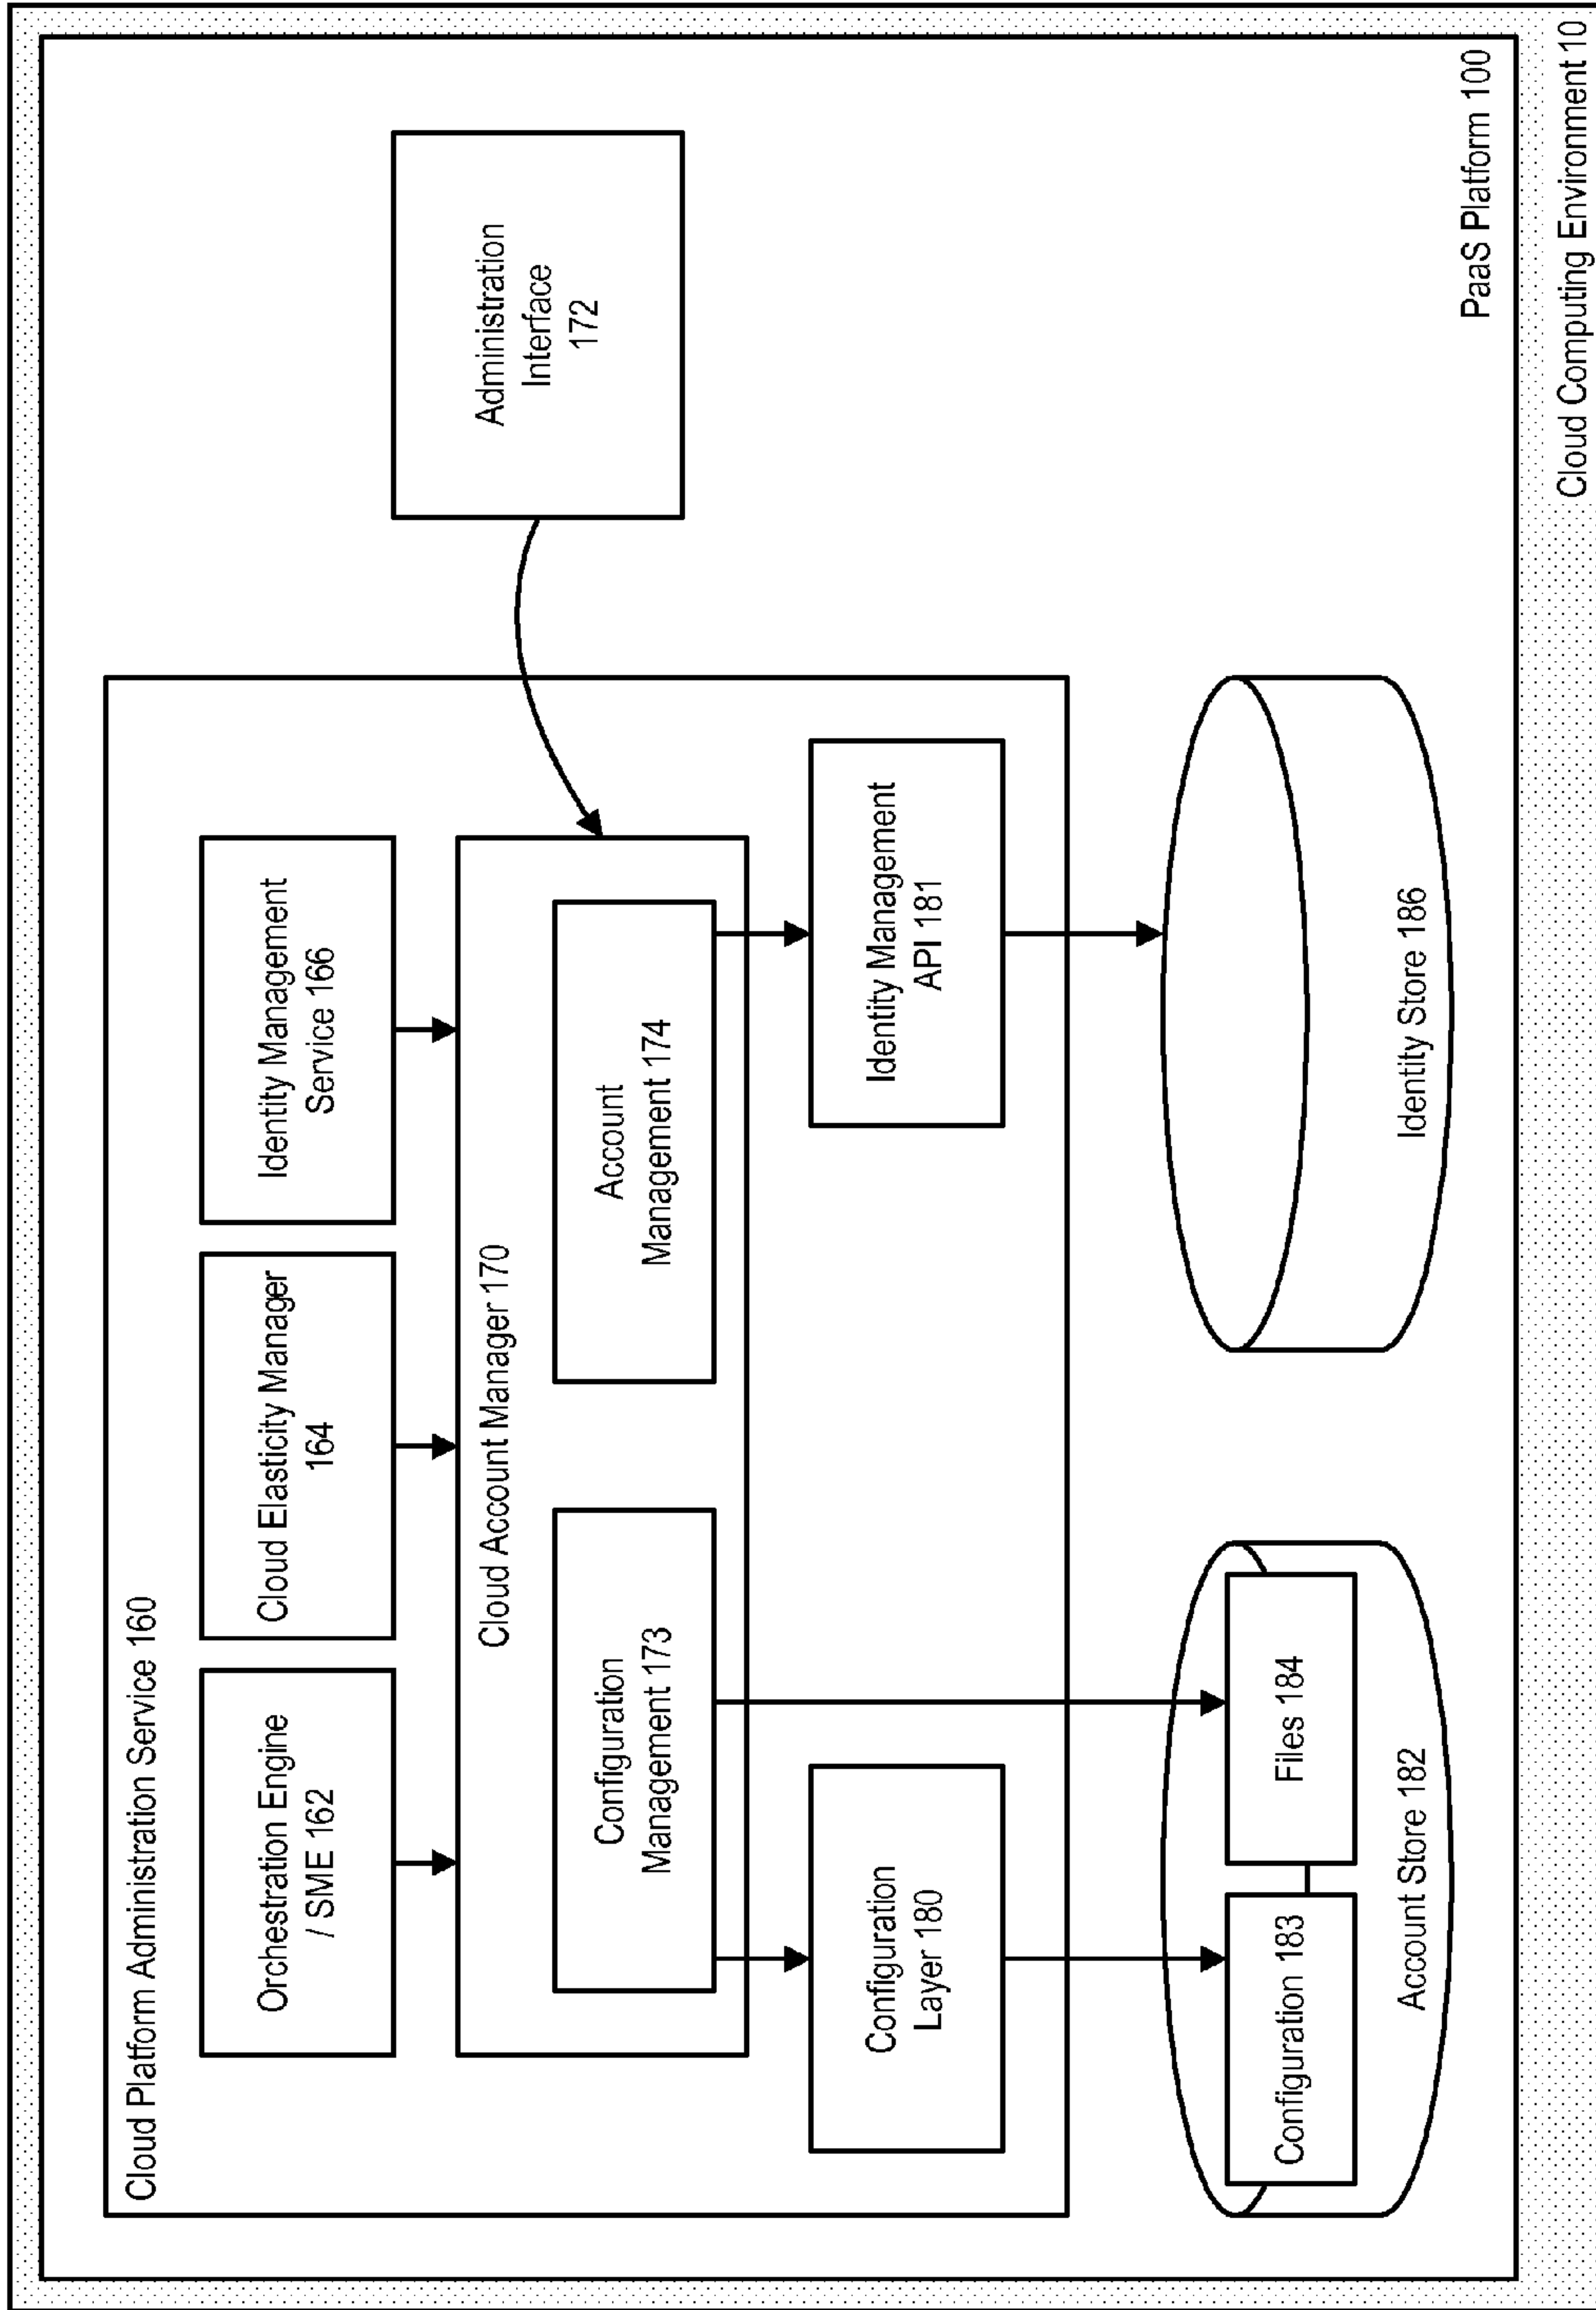 Cloud Platform Administration Service 160
Orchestration Engine
/ SME 162
Cloud Elasticity Manager
164
Identity Management
Service 166
Cloud Account Manager 170
Configuration
Management 173
Account
Management 174
Administration
Interface
172
Configuration
Layer 180
Identity Management
API 181
Configuration 183
Files 184
Account Store 182
Identity Store 186
PaaS Platform 100
Cloud Computing Environment 10